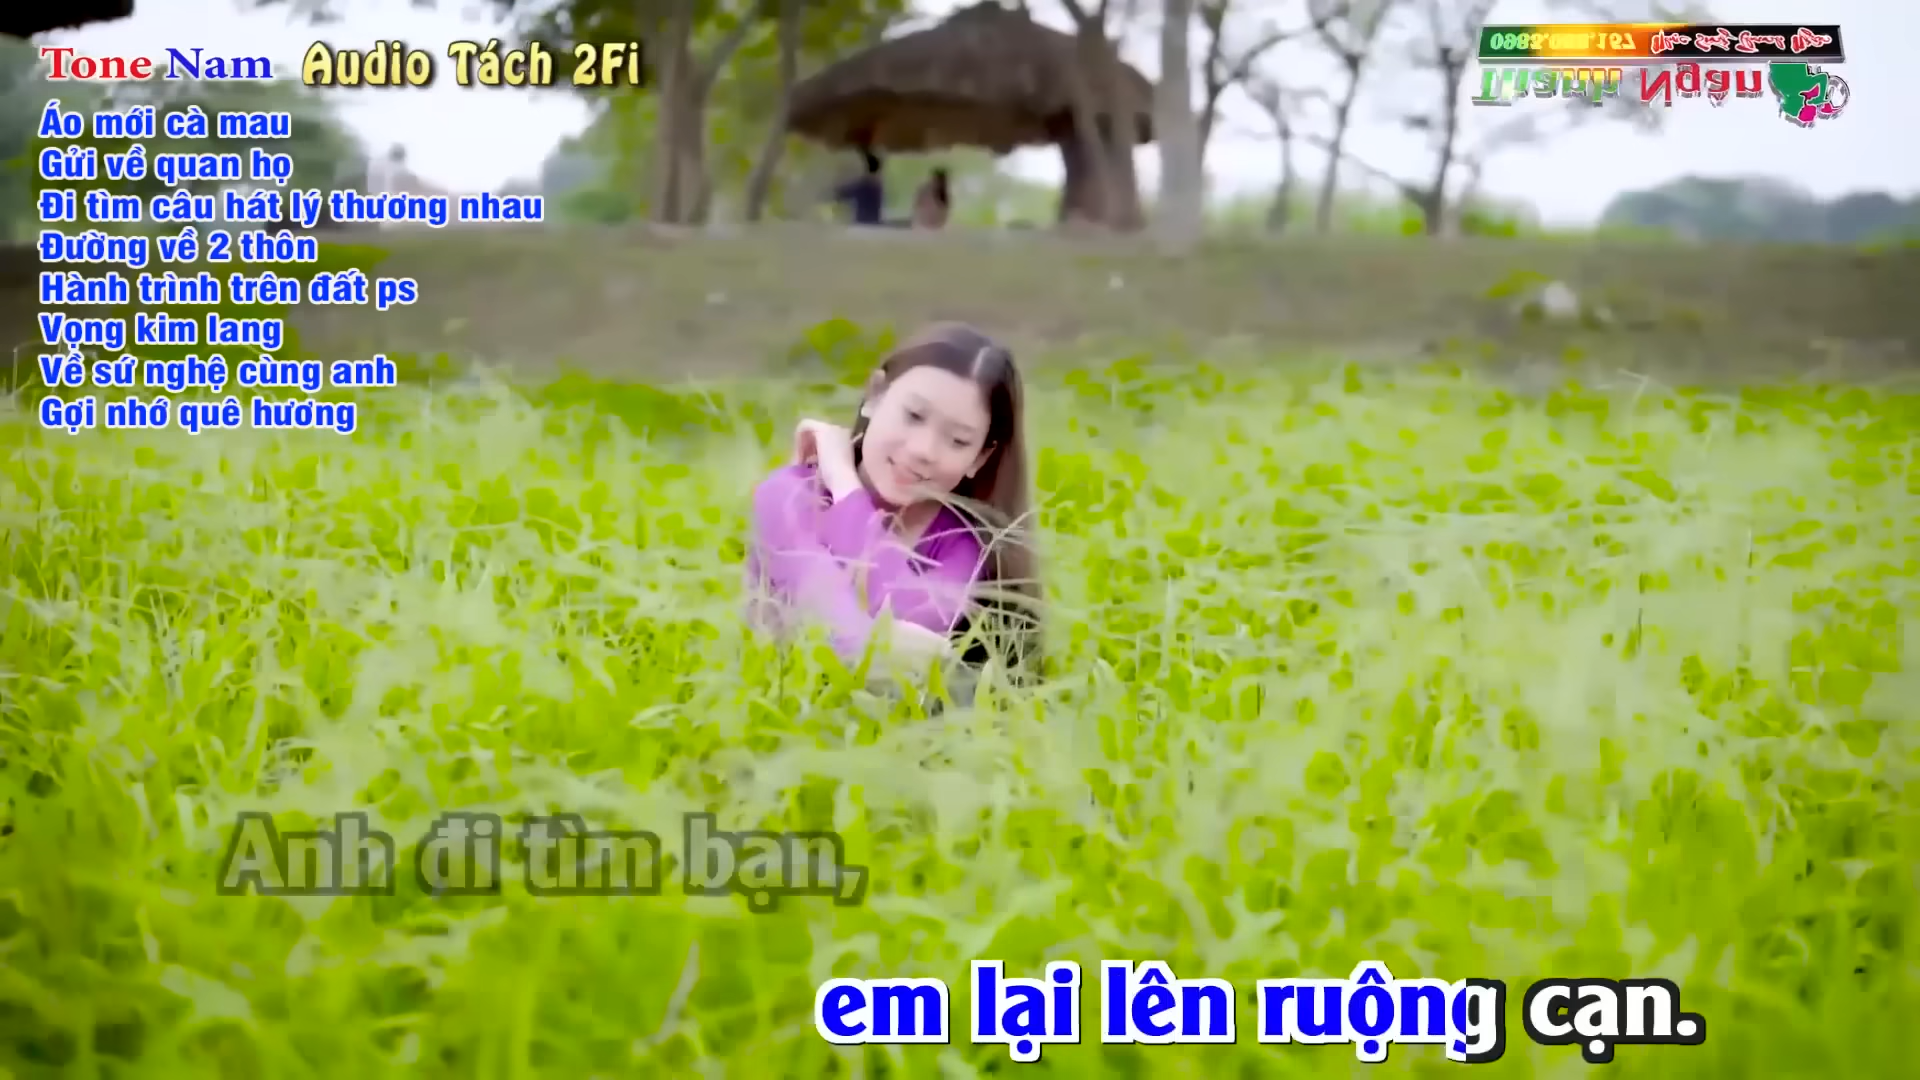 Tone Nam Audio Tách 2Fi
Áo mới cà mau
Gửi về quan họ
Đi tìm câu hát lý thương nhau
Đường về 2 thôn
Hành trình trên đất ps
Vọng kim lang
Về sứ nghệ cùng anh
Gợi nhớ quê hương
Thanh Ngan
Anh đi tìm bạn,
em lại lên ruộng cạn.